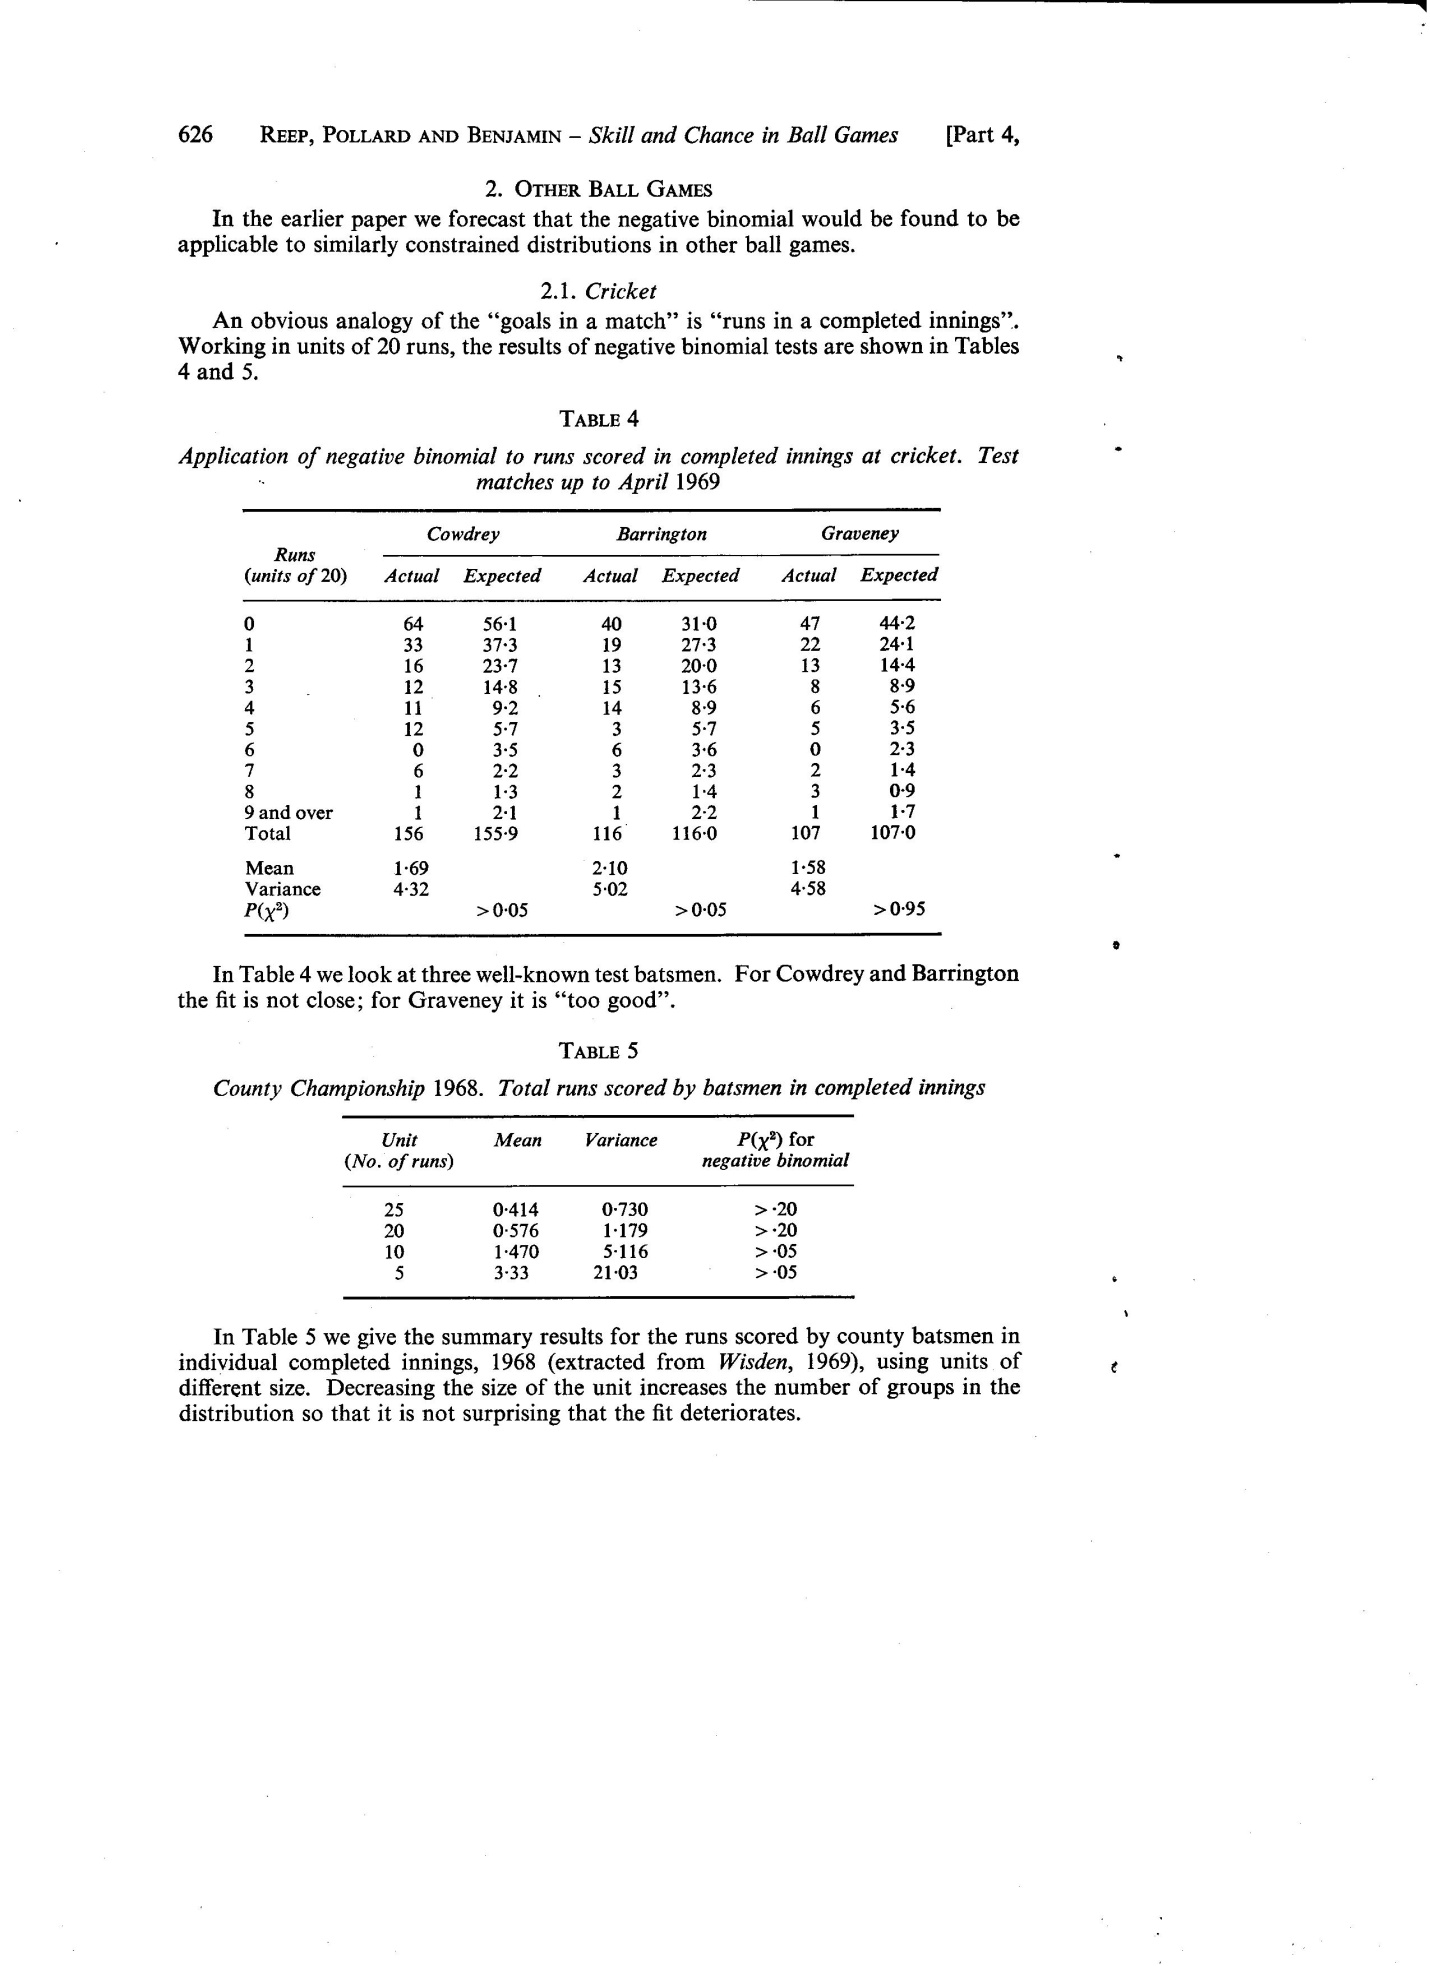 626 REEP, POLLARD AND BENJAMIN – Skill and Chance in Ball Games [Part 4,
2. OTHER BALL GAMES
In the earlier paper we forecast that the negative binomial would be found to be
applicable to similarly constrained distributions in other ball games.
2.1. Cricket
An obvious analogy of the “goals in a match” is “runs in a completed innings”.
Working in units of 20 runs, the results of negative binomial tests are shown in Tables
4 and 5.
TABLE 4
Application of negative binomial to runs scored in completed innings at cricket. Test
matches up to April 1969
Cowdrey Barrington Graveney
Runs
(units of 20) Actual Expected Actual Expected Actual Expected
0 64 56·1 40 31·0 47 44·2
1 33 37·3 19 27·3 22 24·1
2 16 23·7 13 20·0 13 14·4
3 12 14·8 15 13·6 8 8·9
4 11 9·2 14 8·9 6 5·6
5 12 5·7 3 5·7 5 3·5
6 0 3·5 6 3·6 0 2·3
7 6 2·2 3 2·3 2 1·4
8 1 1·3 2 1·4 3 0·9
9 and over 1 2·1 1 2·2 1 1·7
Total 156 155·9 116 116·0 107 107·0
Mean 1·69 2·10 1·58
Variance 4·32 5·02 4·58
P(χ²) >0·05 >0·05 >0·95
In Table 4 we look at three well-known test batsmen. For Cowdrey and Barrington
the fit is not close; for Graveney it is “too good”.
TABLE 5
County Championship 1968. Total runs scored by batsmen in completed innings
Unit Mean Variance P(χ²) for
(No. of runs) negative binomial
25 0·414 0·730 >·20
20 0·576 1·179 >·20
10 1·470 5·116 >·05
5 3·33 21·03 >·05
In Table 5 we give the summary results for the runs scored by county batsmen in
individual completed innings, 1968 (extracted from Wisden, 1969), using units of
different size. Decreasing the size of the unit increases the number of groups in the
distribution so that it is not surprising that the fit deteriorates.